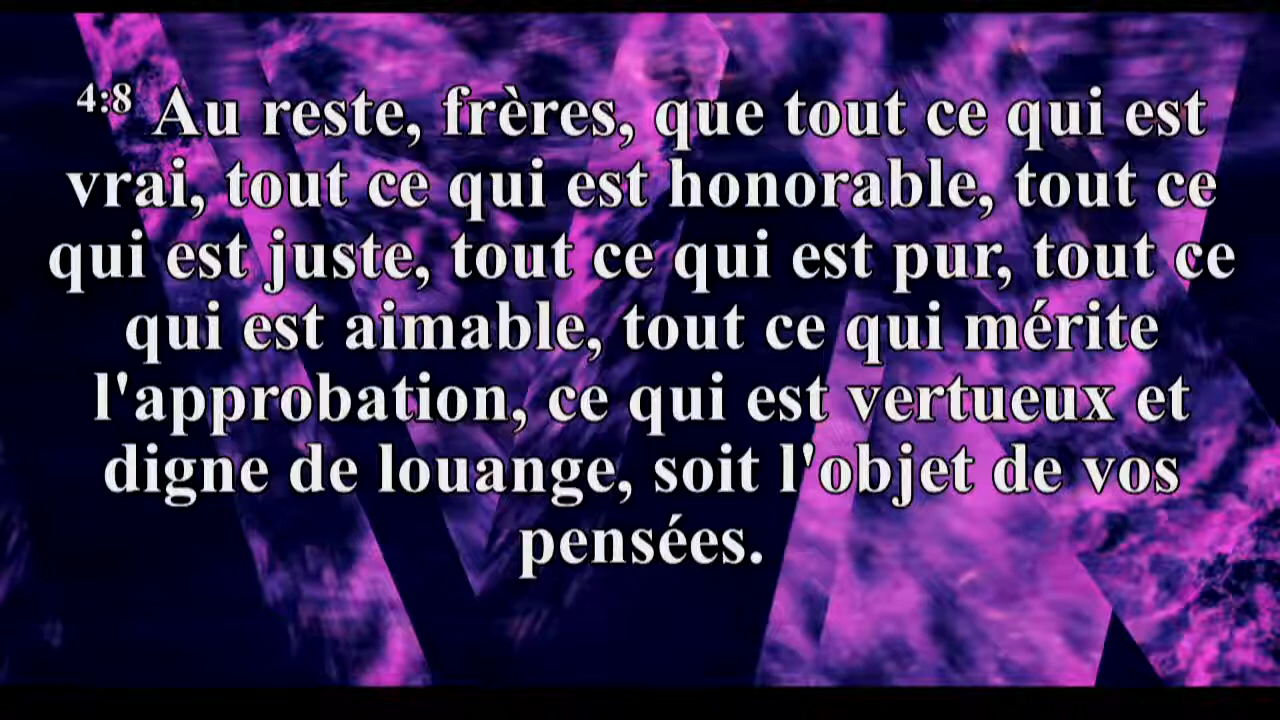 4:8 Au reste, frères, que tout ce qui est
vrai, tout ce qui est honorable, tout ce
qui est juste, tout ce qui est pur, tout ce
qui est aimable, tout ce qui mérite
l'approbation, ce qui est vertueux et
digne de louange, soit l'objet de vos
pensées.